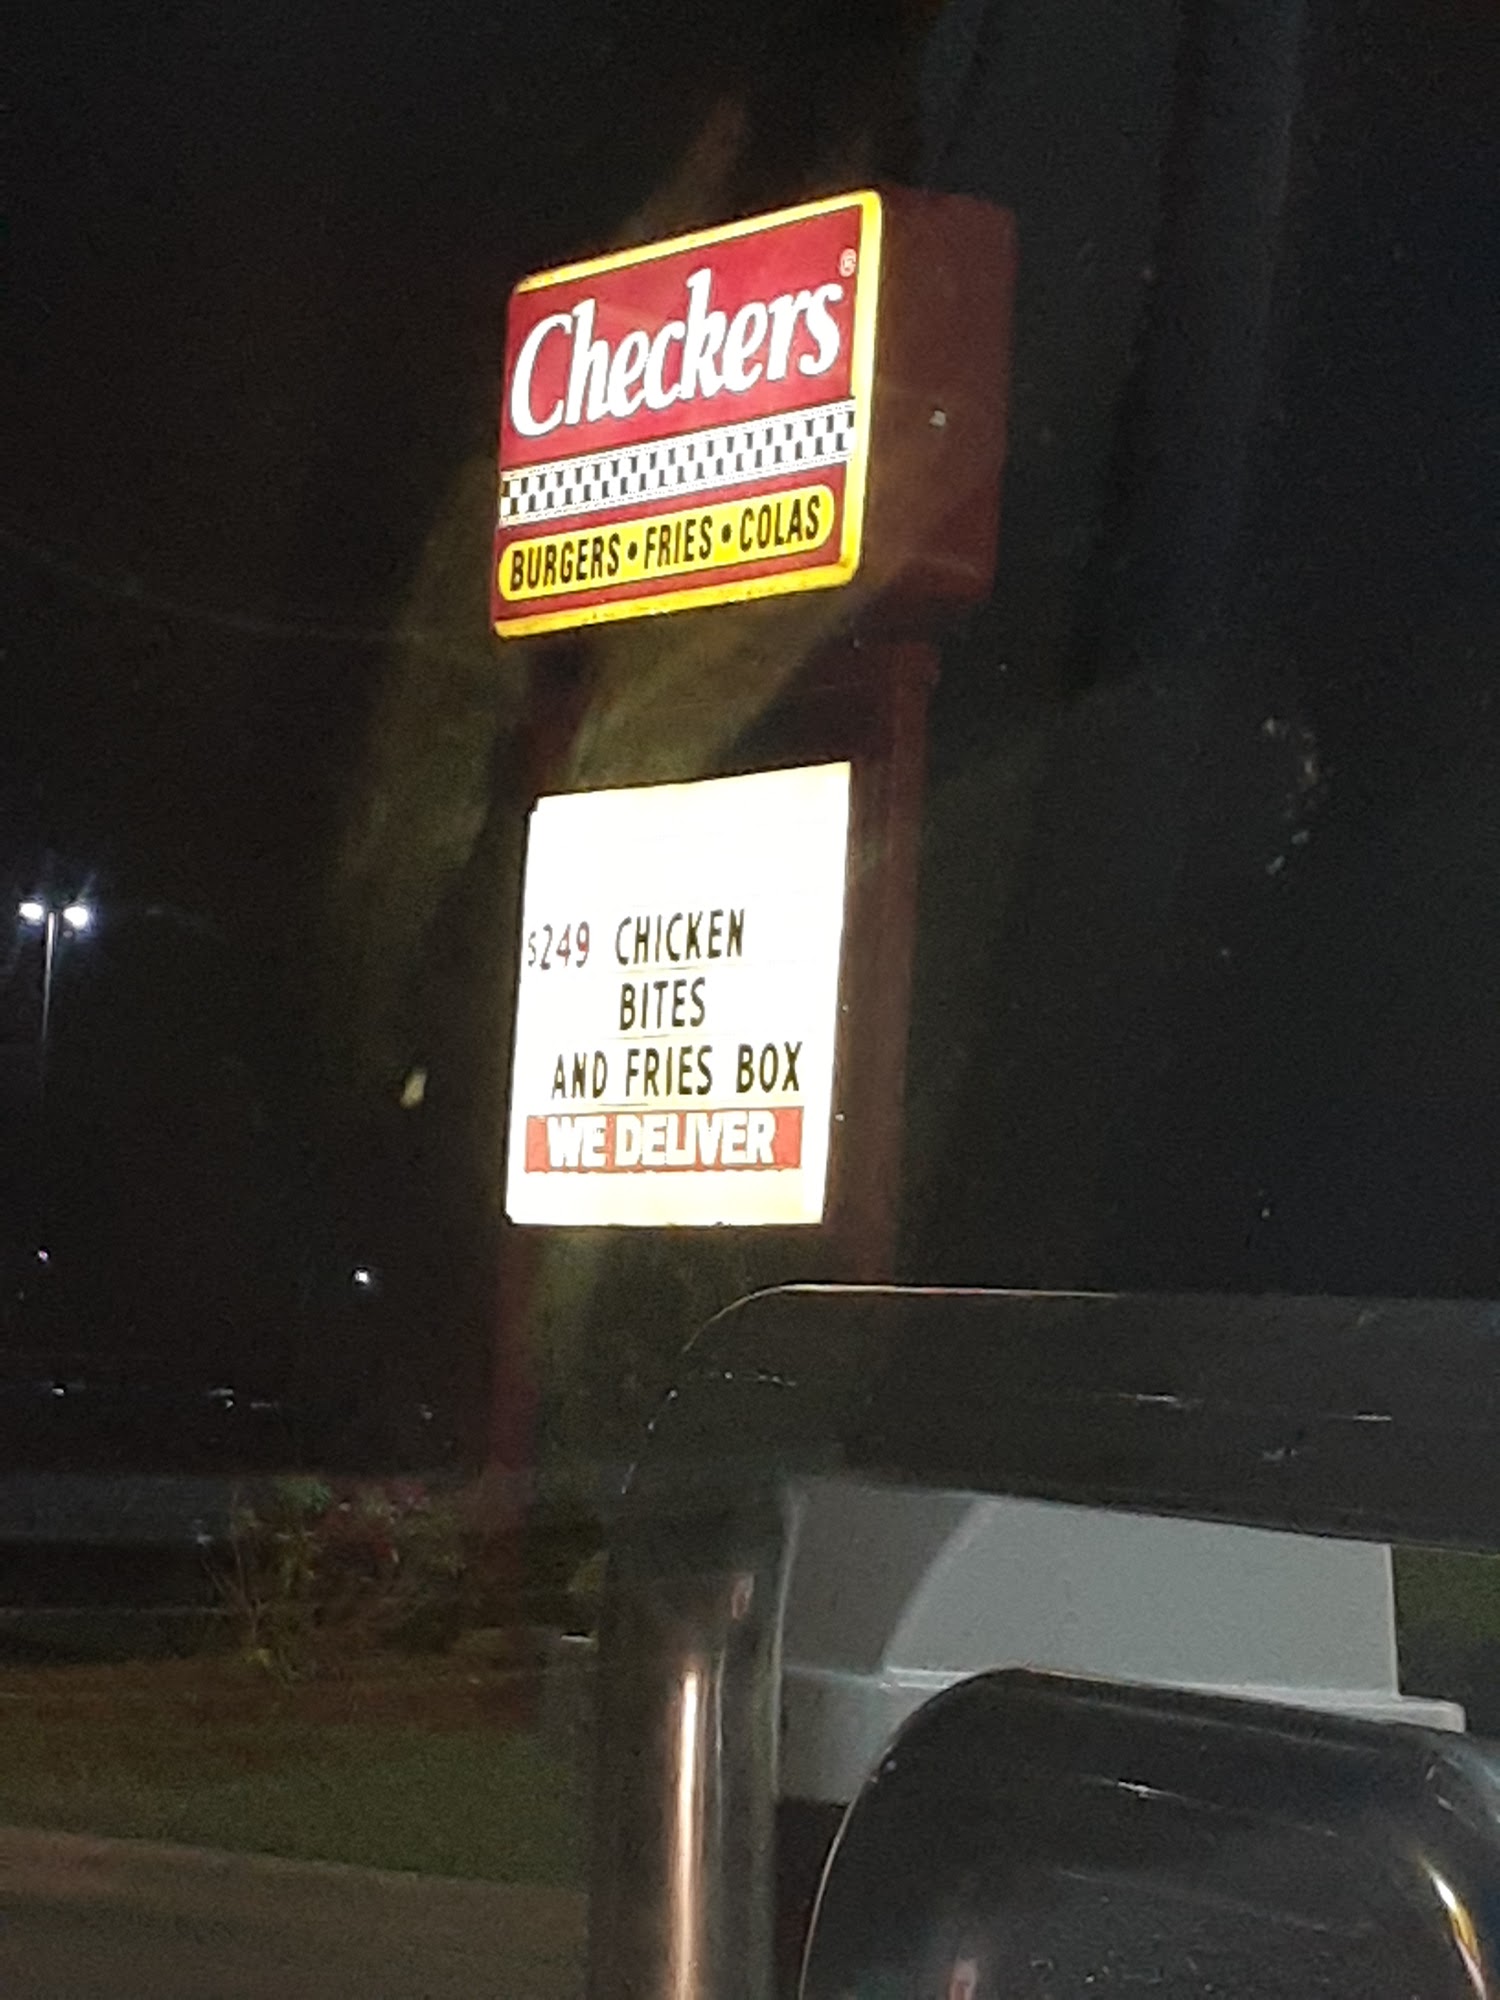 Checkers®
BURGERS • FRIES • COLAS
$249 CHICKEN
BITES
AND FRIES BOX
WE DELIVER